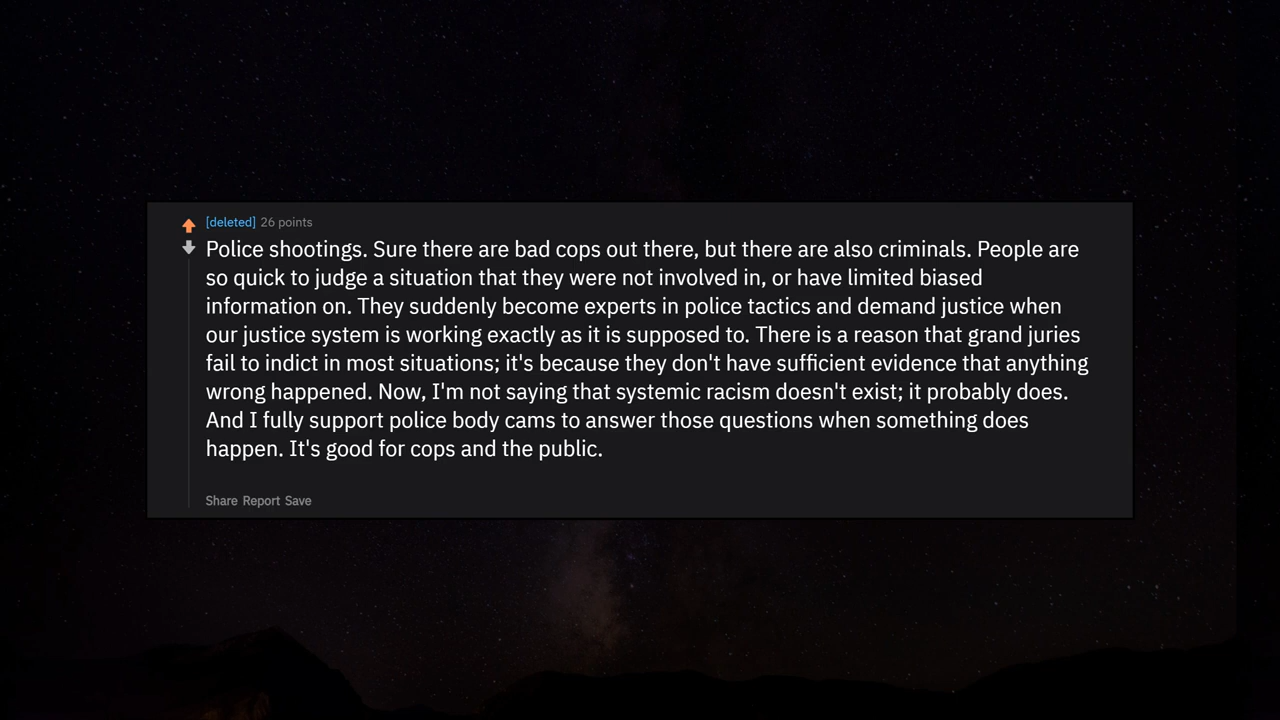 [deleted] 26 points
Police shootings. Sure there are bad cops out there, but there are also criminals. People are
so quick to judge a situation that they were not involved in, or have limited biased
information on. They suddenly become experts in police tactics and demand justice when
our justice system is working exactly as it is supposed to. There is a reason that grand juries
fail to indict in most situations; it's because they don't have sufficient evidence that anything
wrong happened. Now, I'm not saying that systemic racism doesn't exist; it probably does.
And I fully support police body cams to answer those questions when something does
happen. It's good for cops and the public.
Share Report Save